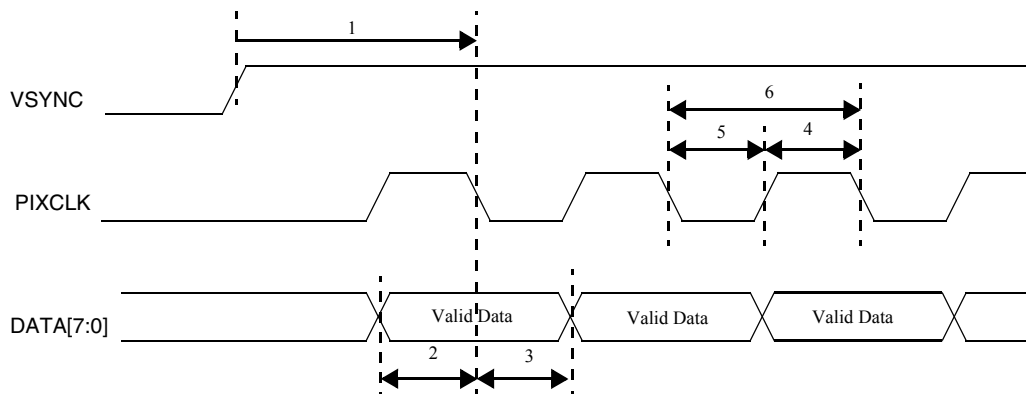 1
VSYNC
6
5 4
PIXCLK
DATA[7:0]
Valid Data Valid Data Valid Data
2 3